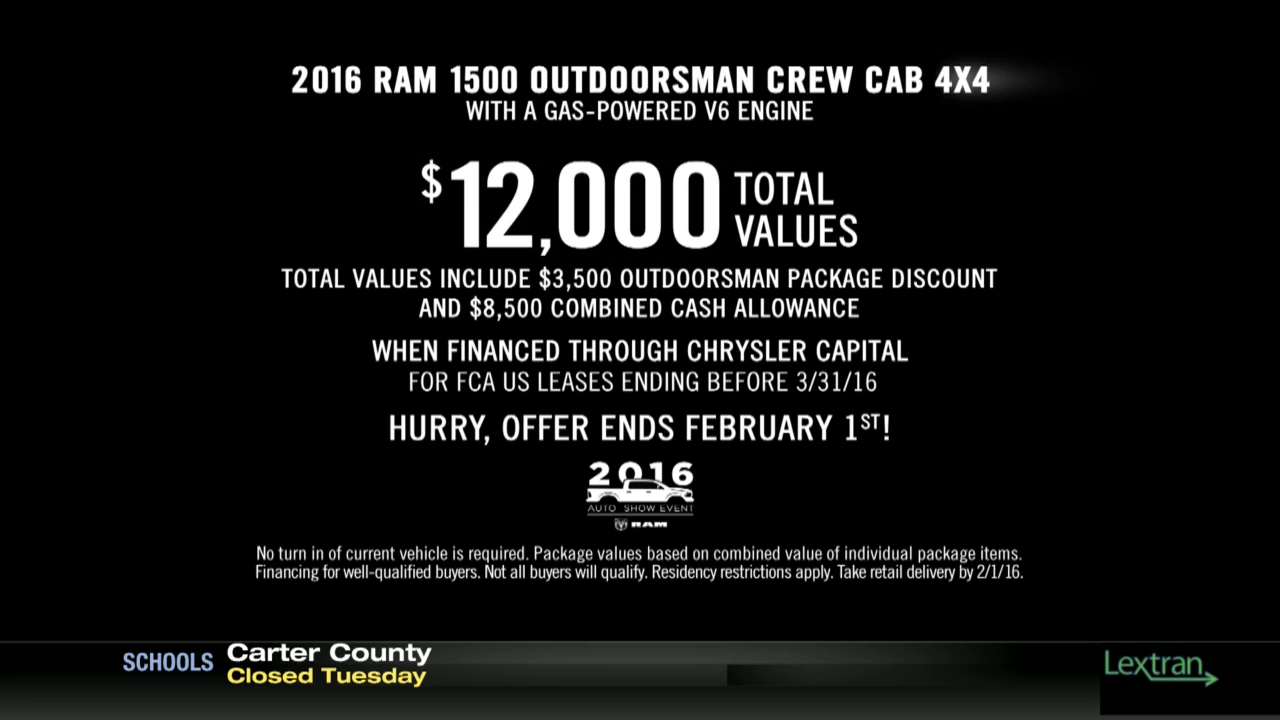 2016 RAM 1500 OUTDOORSMAN CREW CAB 4X4
WITH A GAS-POWERED V6 ENGINE
$12,000 TOTAL VALUES
TOTAL VALUES INCLUDE $3,500 OUTDOORSMAN PACKAGE DISCOUNT
AND $8,500 COMBINED CASH ALLOWANCE
WHEN FINANCED THROUGH CHRYSLER CAPITAL
FOR FCA US LEASES ENDING BEFORE 3/31/16
HURRY, OFFER ENDS FEBRUARY 1ST!
2016
AUTO SHOW EVENT
RAM
No turn in of current vehicle is required. Package values based on combined value of individual package items.
Financing for well-qualified buyers. Not all buyers will qualify. Residency restrictions apply. Take retail delivery by 2/1/16.
SCHOOLS
Carter County
Closed Tuesday
Lextran